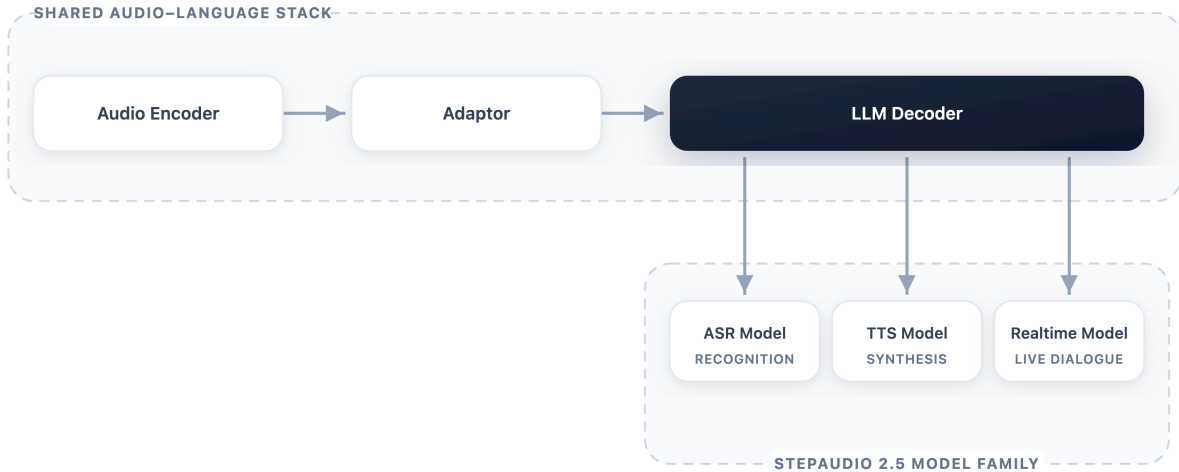 SHARED AUDIO–LANGUAGE STACK
Audio Encoder
Adaptor
LLM Decoder
ASR Model
RECOGNITION
TTS Model
SYNTHESIS
Realtime Model
LIVE DIALOGUE
STEPAUDIO 2.5 MODEL FAMILY